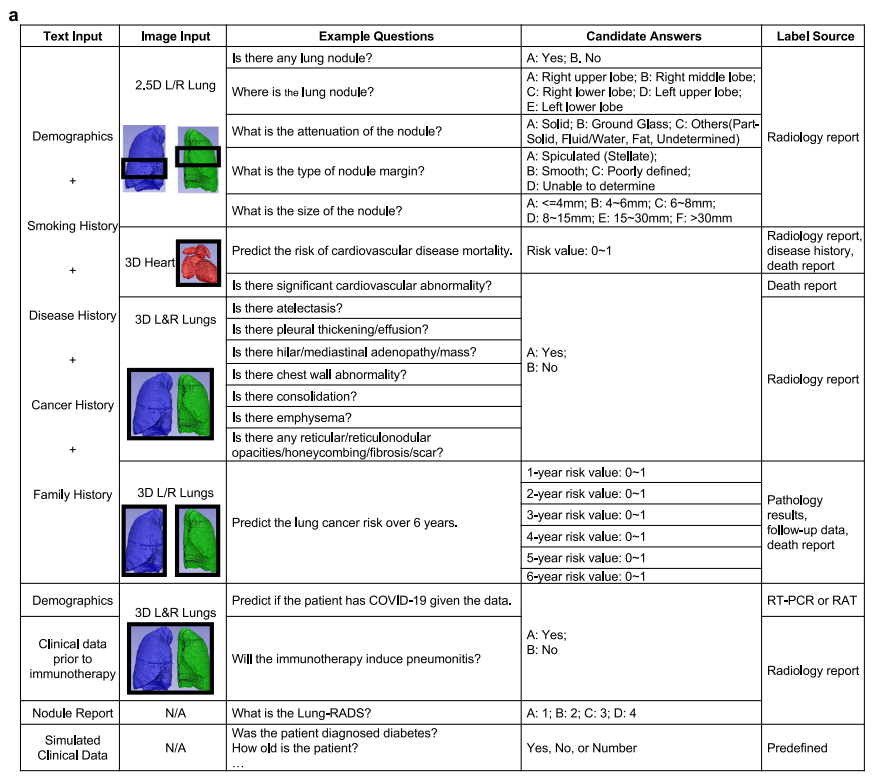 a
Text Input Image Input Example Questions Candidate Answers Label Source
Demographics
+
Smoking History
+
Disease History
+
Cancer History
+
Family History
2.5D L/R Lung
Is there any lung nodule?
A: Yes; B. No
Where is the lung nodule?
A: Right upper lobe; B: Right middle lobe;
C: Right lower lobe; D: Left upper lobe;
E: Left lower lobe
What is the attenuation of the nodule?
A: Solid; B: Ground Glass; C: Others(Part-
Solid, Fluid/Water, Fat, Undetermined)
What is the type of nodule margin?
A: Spiculated (Stellate);
B: Smooth; C: Poorly defined;
D: Unable to determine
What is the size of the nodule?
A: <=4mm; B: 4~6mm; C: 6~8mm;
D: 8~15mm; E: 15~30mm; F: >30mm
Radiology report
3D Heart
Predict the risk of cardiovascular disease mortality.
Risk value: 0~1
Radiology report,
disease history,
death report
Is there significant cardiovascular abnormality?
Death report
3D L&R Lungs
Is there atelectasis?
Is there pleural thickening/effusion?
Is there hilar/mediastinal adenopathy/mass?
Is there chest wall abnormality?
Is there consolidation?
Is there emphysema?
Is there any reticular/reticulonodular
opacities/honeycombing/fibrosis/scar?
A: Yes;
B: No
Radiology report
3D L/R Lungs
Predict the lung cancer risk over 6 years.
1-year risk value: 0~1
2-year risk value: 0~1
3-year risk value: 0~1
4-year risk value: 0~1
5-year risk value: 0~1
6-year risk value: 0~1
Pathology
results,
follow-up data,
death report
Demographics
3D L&R Lungs
Predict if the patient has COVID-19 given the data.
RT-PCR or RAT
Clinical data
prior to
immunotherapy
Will the immunotherapy induce pneumonitis?
A: Yes;
B: No
Radiology report
Nodule Report N/A What is the Lung-RADS? A: 1; B: 2; C: 3; D: 4
Simulated
Clinical Data
N/A
Was the patient diagnosed diabetes?
How old is the patient?
…
Yes, No, or Number
Predefined